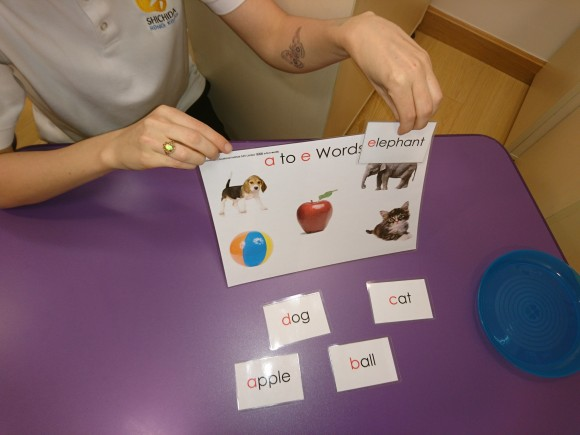 SHICHIDA
a to e Words
elephant
dog
cat
apple
ball